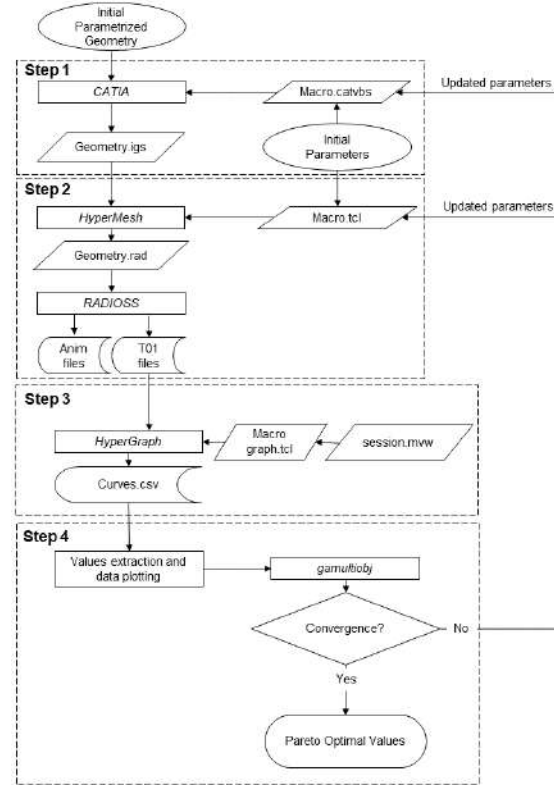 Initial
Parametrized
Geometry
Step 1
CATIA
Macro.catvbs
Updated parameters
Geometry.igs
Initial
Parameters
Step 2
HyperMesh
Macro.tcl
Updated parameters
Geometry.rad
RADIOSS
Anim
files
T01
files
Step 3
HyperGraph
Macro
graph.tcl
session.mvw
Curves.csv
Step 4
Values extraction and
data plotting
gamultiobj
Convergence?
No
Yes
Pareto Optimal Values